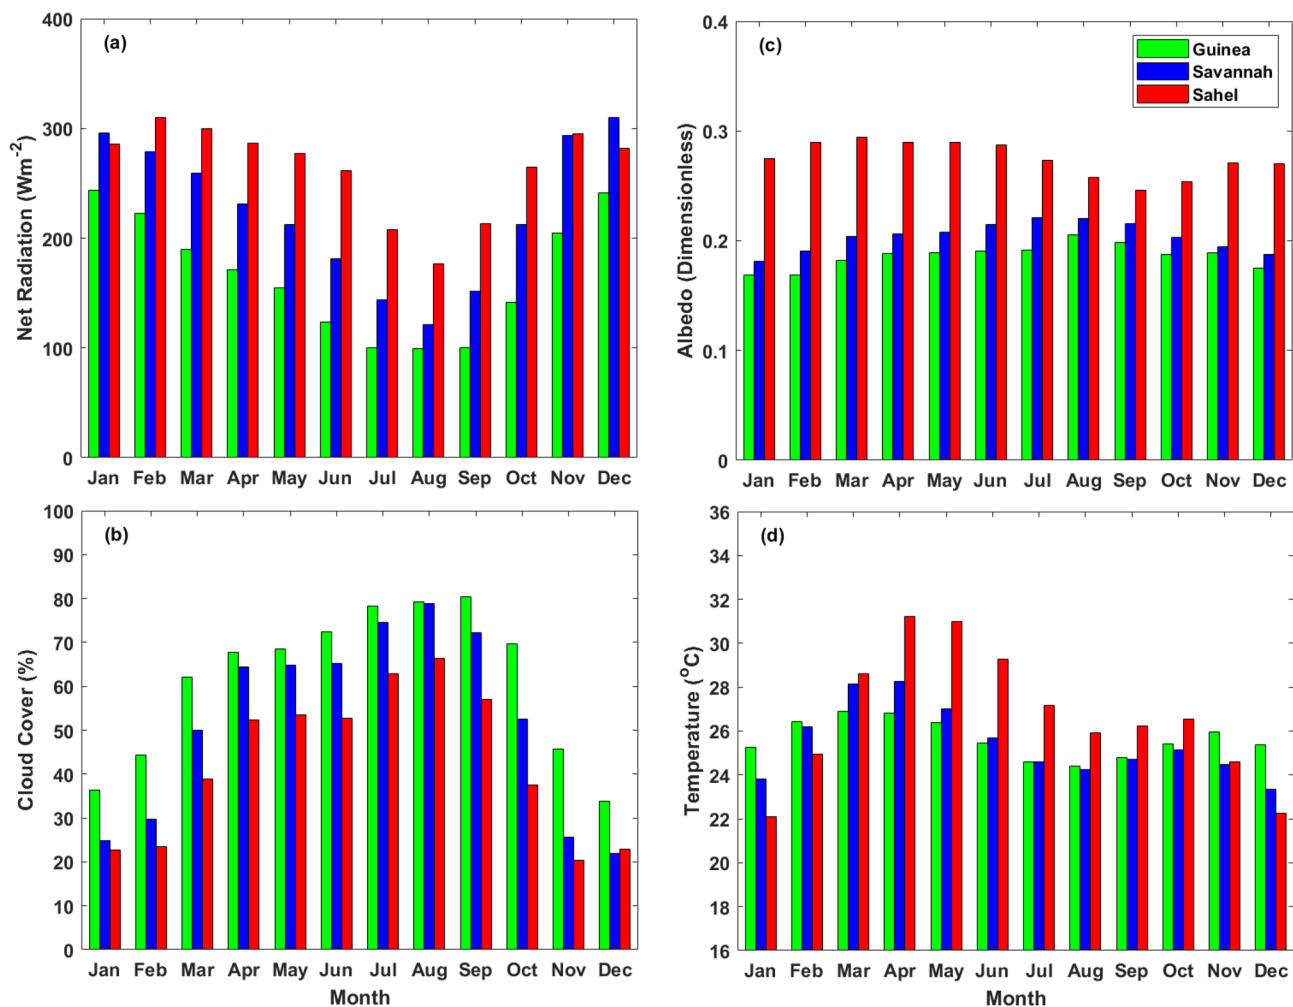 (a)
Net Radiation (Wm-2)
400
300
200
100
0
Jan Feb Mar Apr May Jun Jul Aug Sep Oct Nov Dec
(c)
Guinea
Savannah
Sahel
Albedo (Dimensionless)
0.4
0.3
0.2
0.1
0
Jan Feb Mar Apr May Jun Jul Aug Sep Oct Nov Dec
(b)
Cloud Cover (%)
100
90
80
70
60
50
40
30
20
10
0
Jan Feb Mar Apr May Jun Jul Aug Sep Oct Nov Dec
Month
(d)
Temperature (°C)
36
34
32
30
28
26
24
22
20
18
16
Jan Feb Mar Apr May Jun Jul Aug Sep Oct Nov Dec
Month